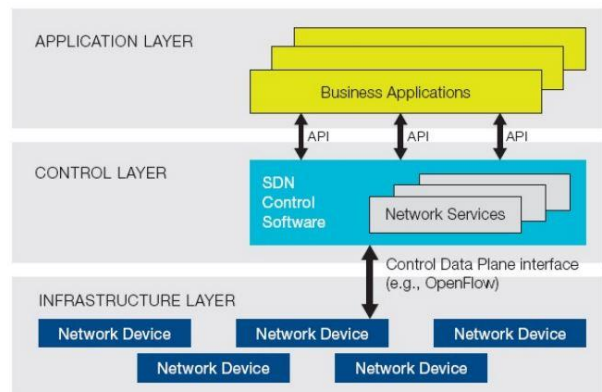 APPLICATION LAYER
Business Applications
API
API
API
CONTROL LAYER
SDN
Control
Software
Network Services
Control Data Plane interface
(e.g., OpenFlow)
INFRASTRUCTURE LAYER
Network Device
Network Device
Network Device
Network Device
Network Device